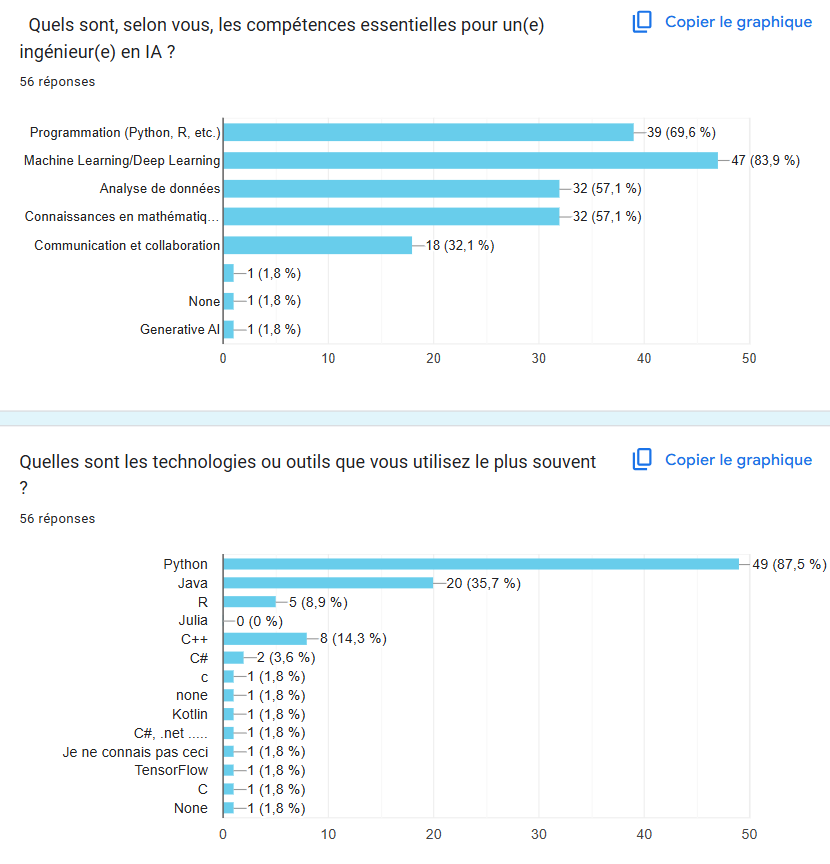 Quels sont, selon vous, les compétences essentielles pour un(e)
ingénieur(e) en IA ?
Copier le graphique
56 réponses
Programmation (Python, R, etc.) 39 (69,6 %)
Machine Learning/Deep Learning 47 (83,9 %)
Analyse de données 32 (57,1 %)
Connaissances en mathématiq... 32 (57,1 %)
Communication et collaboration 18 (32,1 %)
1 (1,8 %)
None 1 (1,8 %)
Generative AI 1 (1,8 %)
0 10 20 30 40 50
Quelles sont les technologies ou outils que vous utilisez le plus souvent
?
Copier le graphique
56 réponses
Python 49 (87,5 %)
Java 20 (35,7 %)
R 5 (8,9 %)
Julia 0 (0 %)
C++ 8 (14,3 %)
C# 2 (3,6 %)
c 1 (1,8 %)
none 1 (1,8 %)
Kotlin 1 (1,8 %)
C#, .net ..... 1 (1,8 %)
Je ne connais pas ceci 1 (1,8 %)
TensorFlow 1 (1,8 %)
C 1 (1,8 %)
None 1 (1,8 %)
0 10 20 30 40 50